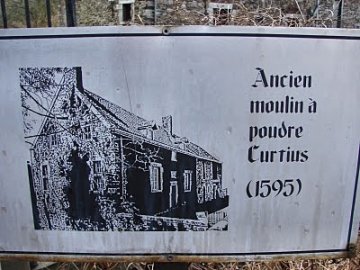 Ancien
moulin à
poudre
Curtius
(1595)